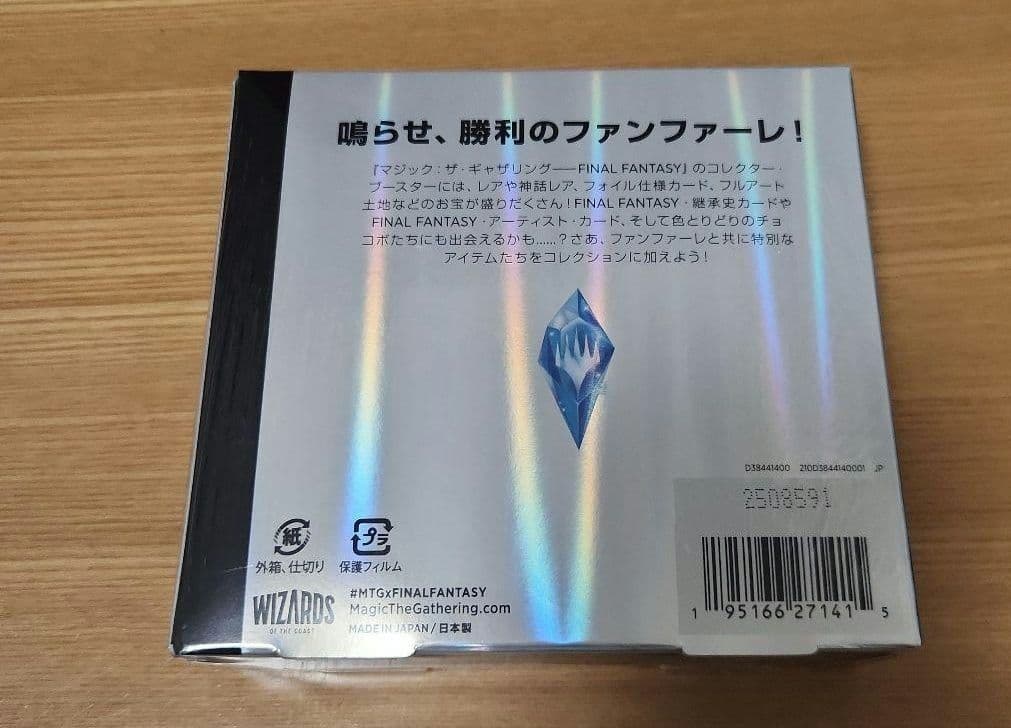 鳴らせ、勝利のファンファーレ！
『マジック：ザ・ギャザリング——FINAL FANTASY』のコレクター・
ブースターには、レアや神話レア、フォイル仕様カード、フルアート
土地などのお宝が盛りだくさん！FINAL FANTASY・継承史カードや
FINAL FANTASY・アーティスト・カード、そして色とりどりのチョ
コボたちにも出会えるかも……？さあ、ファンファーレと共に特別な
アイテムたちをコレクションに加えよう！
D38441400 210D3844140001 JP
2508591
紙 プラ
外箱、仕切り 保護フィルム
WIZARDS
OF THE COAST
#MTGxFINALFANTASY
MagicTheGathering.com
MADE IN JAPAN / 日本製
1 95166 27141 5